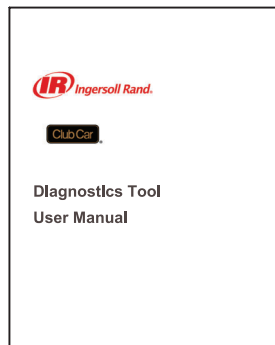 IR Ingersoll Rand.
Club Car
Diagnostics Tool
User Manual